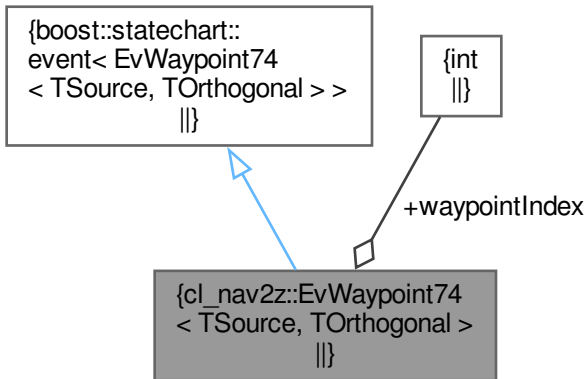 {boost::statechart::
event< EvWaypoint74
< TSource, TOrthogonal > >
||}
{int
||}
+waypointIndex
{cl_nav2z::EvWaypoint74
< TSource, TOrthogonal >
||}